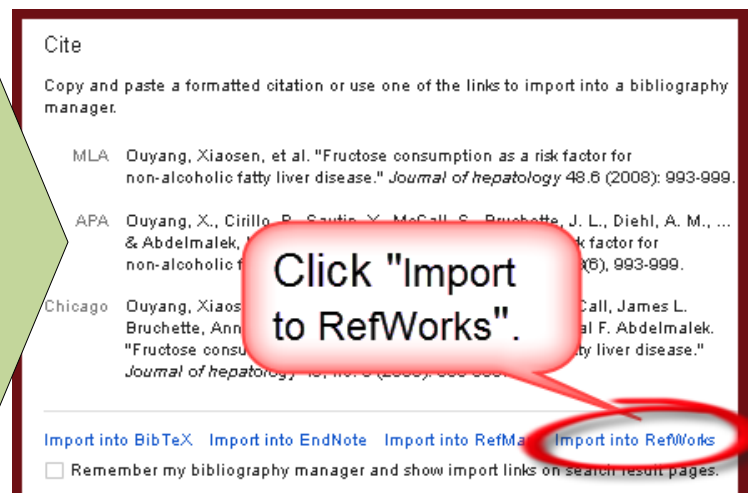 Cite
Copy and paste a formatted citation or use one of the links to import into a bibliography
manager.
MLA Ouyang, Xiaosen, et al. "Fructose consumption as a risk factor for
non-alcoholic fatty liver disease." Journal of hepatology 48.6 (2008): 993-999.
APA Ouyang, X., Cirillo, P., Sautin, Y., McCall, S., Bruchette, J. L., Diehl, A. M., ...
& Abdelmalek, k factor for
non-alcoholic f (6), 993-999.
Chicago Ouyang, Xiaos Call, James L.
Bruchette, Ann al F. Abdelmalek.
"Fructose consu ty liver disease."
Journal of hepatology
Click "Import
to RefWorks".
Import into BibTeX Import into EndNote Import into RefMa Import into RefWorks
Remember my bibliography manager and show import links on search result pages.